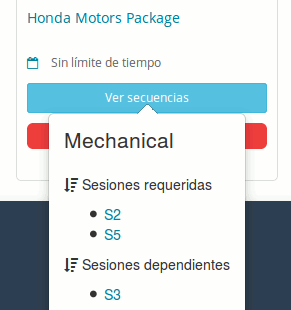 Honda Motors Package
Sin límite de tiempo
Ver secuencias
Mechanical
Sesiones requeridas
S2
S5
Sesiones dependientes
S3